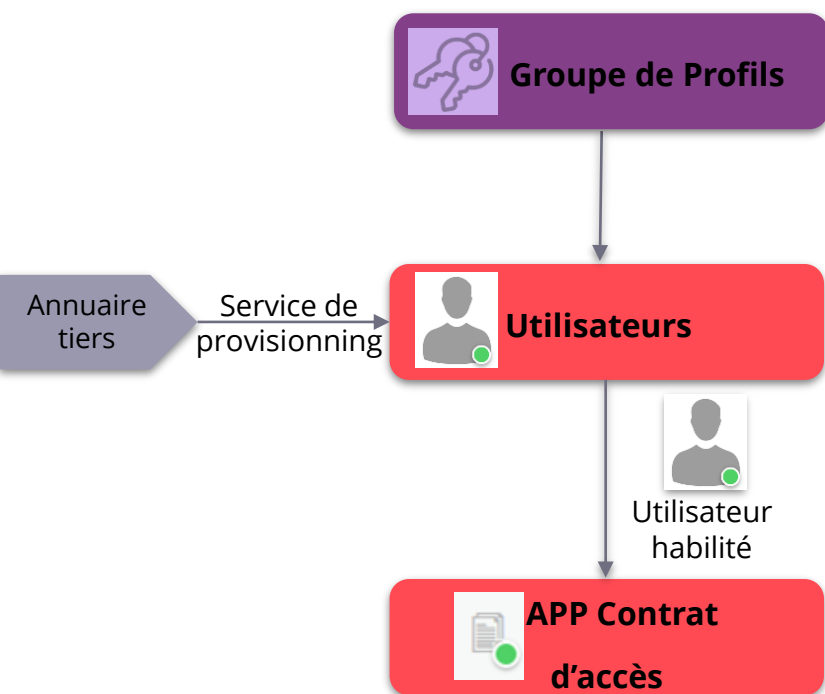 Groupe de Profils
Annuaire
tiers
Service de
provisionning
Utilisateurs
Utilisateur
habilité
APP Contrat
d’accès